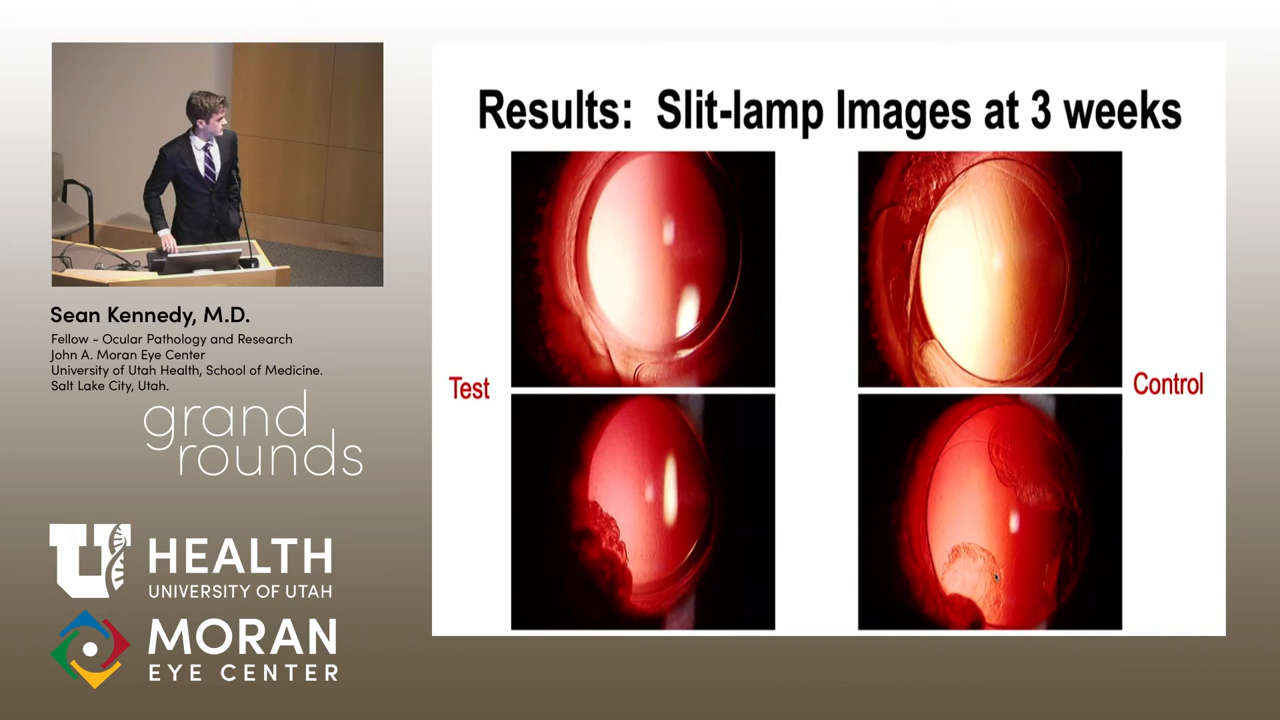 Results: Slit-lamp Images at 3 weeks
Test
Control
Sean Kennedy, M.D.
Fellow - Ocular Pathology and Research
John A. Moran Eye Center
University of Utah Health, School of Medicine.
Salt Lake City, Utah.
grand
rounds
U HEALTH
UNIVERSITY OF UTAH
MORAN
EYE CENTER